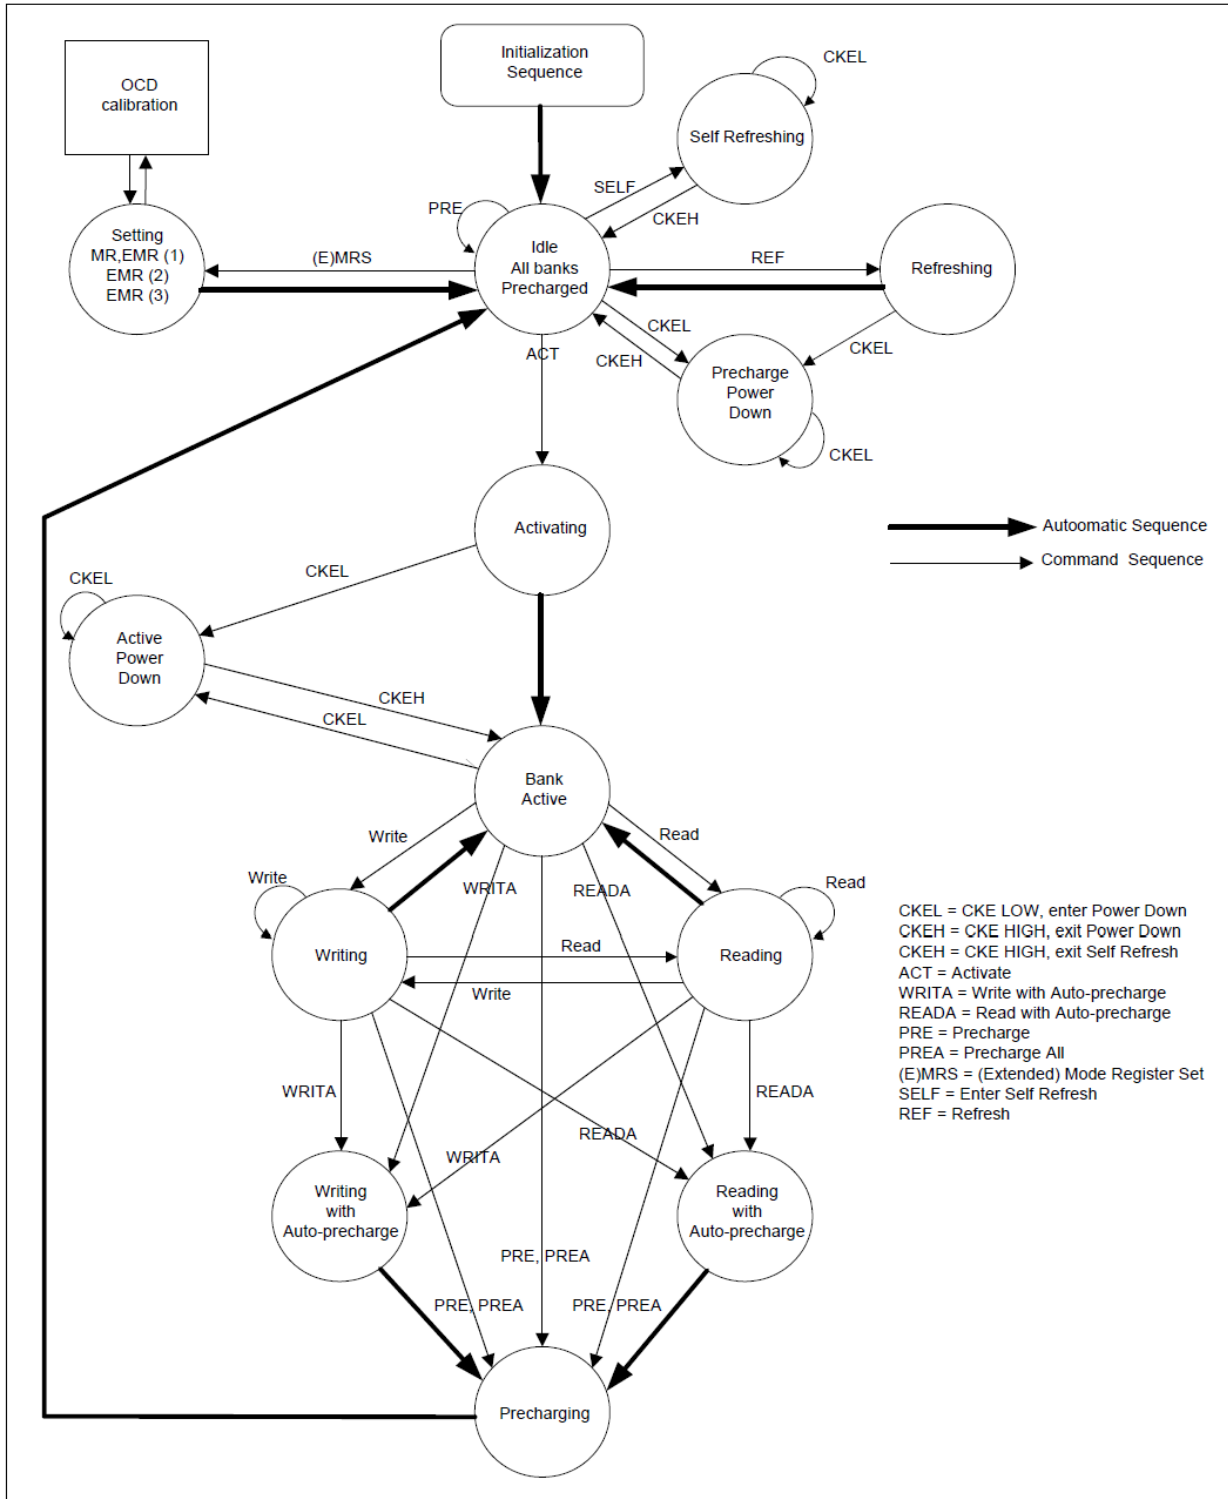 Initialization
Sequence
OCD
calibration
CKEL
Self Refreshing
SELF
CKEH
PRE
Setting
MR,EMR (1)
EMR (2)
EMR (3)
(E)MRS
Idle
All banks
Precharged
REF
Refreshing
CKEL
CKEH
CKEL
ACT
Precharge
Power
Down
CKEL
Activating
Autoomatic Sequence
Command Sequence
CKEL
CKEL
Active
Power
Down
CKEH
CKEL
Bank
Active
Write
Read
Write
WRITA
READA
Read
Writing
Read
Reading
Write
CKEL = CKE LOW, enter Power Down
CKEH = CKE HIGH, exit Power Down
CKEH = CKE HIGH, exit Self Refresh
ACT = Activate
WRITA = Write with Auto-precharge
READA = Read with Auto-precharge
PRE = Precharge
PREA = Precharge All
(E)MRS = (Extended) Mode Register Set
SELF = Enter Self Refresh
REF = Refresh
WRITA
READA
READA
WRITA
Writing
with
Auto-precharge
Reading
with
Auto-precharge
PRE, PREA
PRE, PREA
PRE, PREA
Precharging